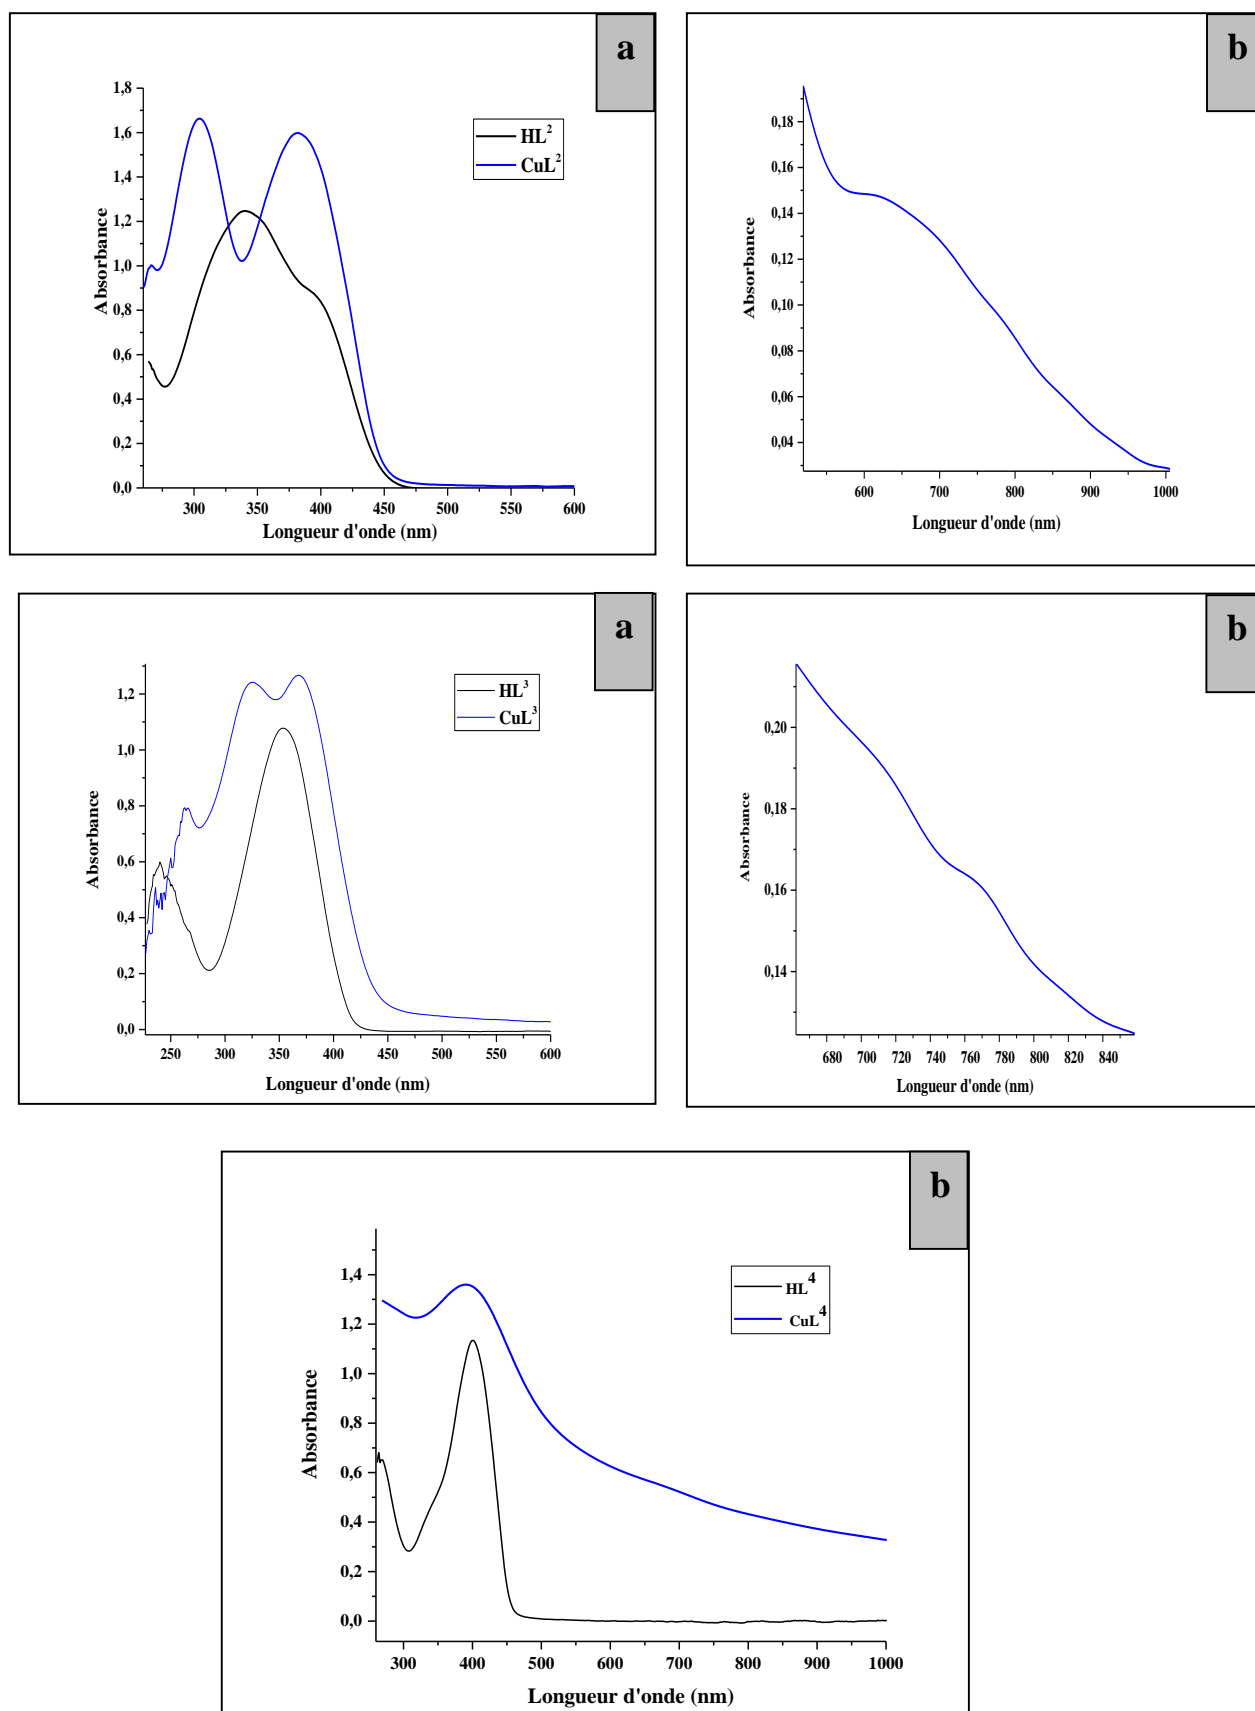 a
1,8
1,6
1,4
1,2
1,0
0,8
0,6
0,4
0,2
0,0
Absorbance
HL²
CuL²
300 350 400 450 500 550 600
Longueur d'onde (nm)
b
0,18
0,16
0,14
0,12
0,10
0,08
0,06
0,04
Absorbance
600 700 800 900 1000
Longueur d'onde (nm)
a
1,2
1,0
0,8
0,6
0,4
0,2
0,0
Absorbance
HL³
CuL³
250 300 350 400 450 500 550 600
Longueur d'onde (nm)
b
0,20
0,18
0,16
0,14
Absorbance
680 700 720 740 760 780 800 820 840
Longueur d'onde (nm)
b
1,4
1,2
1,0
0,8
0,6
0,4
0,2
0,0
Absorbance
HL⁴
CuL⁴
300 400 500 600 700 800 900 1000
Longueur d'onde (nm)